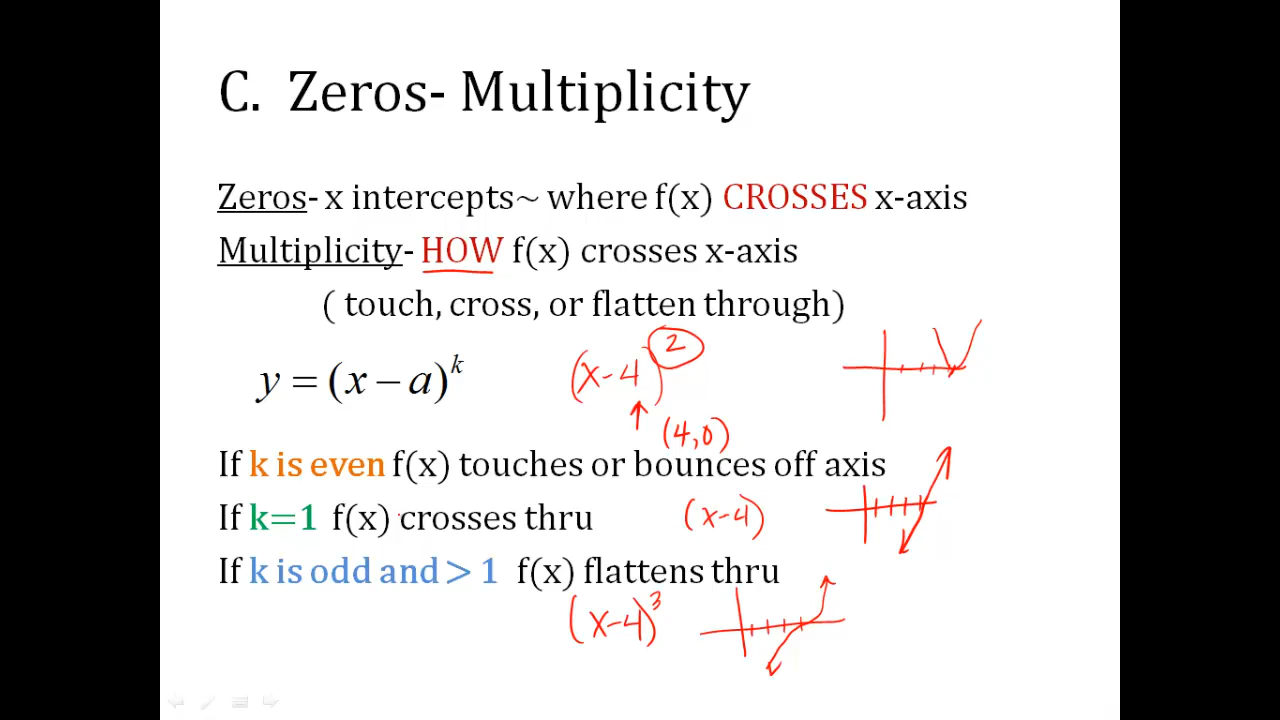 C. Zeros- Multiplicity
Zeros- x intercepts~ where f(x) CROSSES x-axis
Multiplicity- HOW f(x) crosses x-axis
( touch, cross, or flatten through)
y = (x − a)^k (x-4)^2
(4,0)
If k is even f(x) touches or bounces off axis
If k=1 f(x) crosses thru (x-4)
If k is odd and > 1 f(x) flattens thru
(x-4)^3